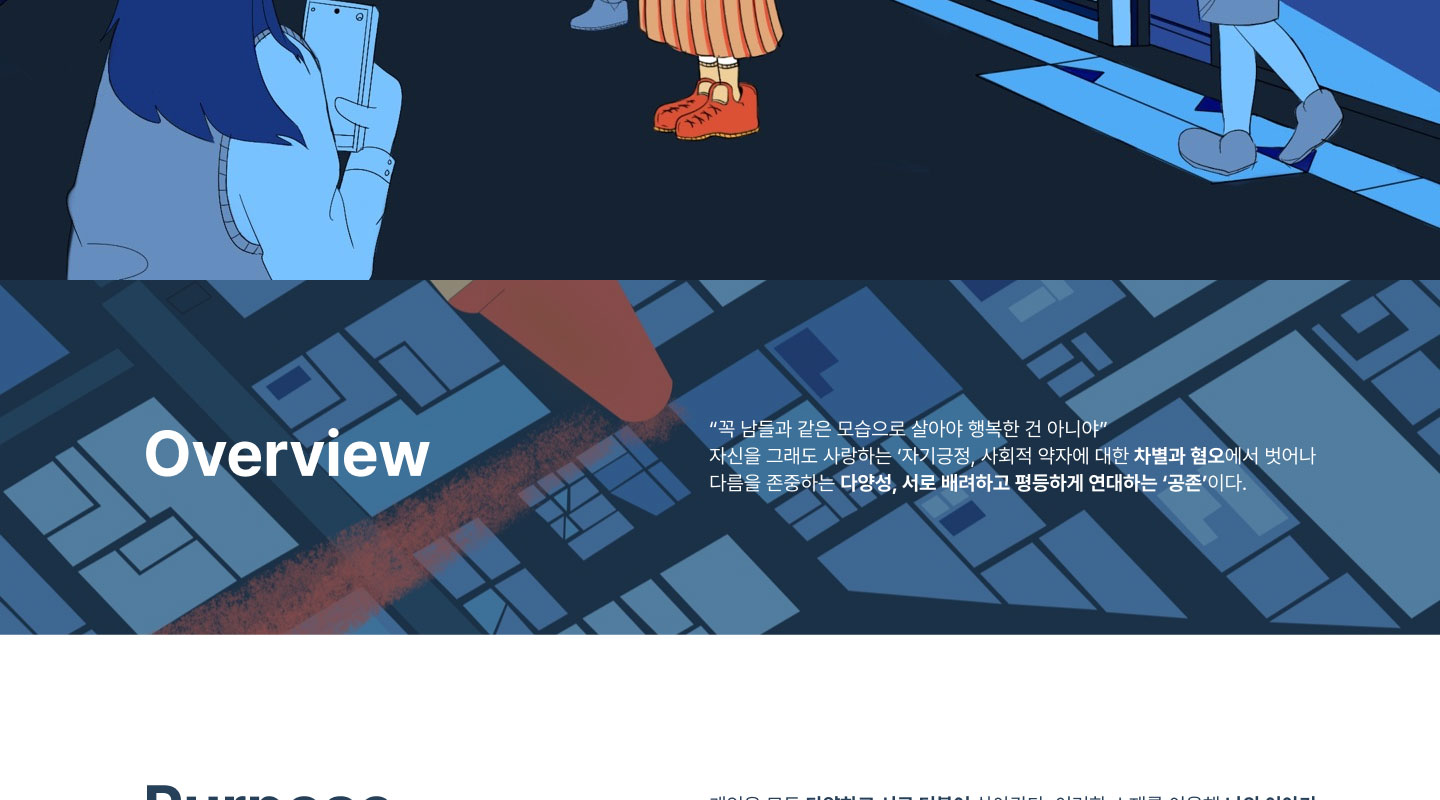 Overview
“꼭 남들과 같은 모습으로 살아야 행복한 건 아니야”
자신을 그래도 사랑하는 ‘자기긍정, 사회적 약자에 대한 차별과 혐오에서 벗어나
다름을 존중하는 다양성, 서로 배려하고 평등하게 연대하는 ‘공존’이다.
Purpose